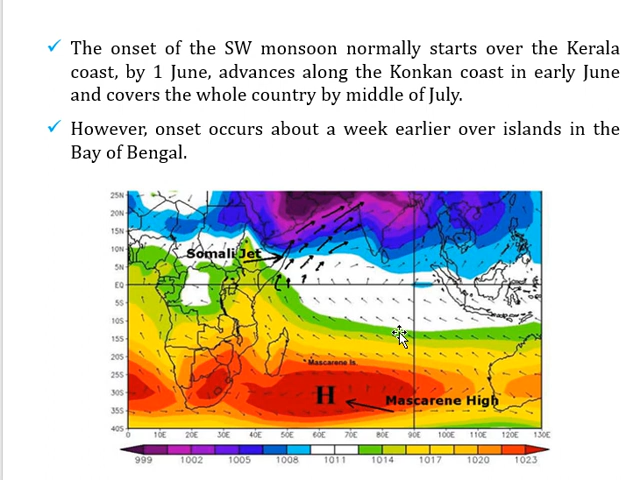 The onset of the SW monsoon normally starts over the Kerala
coast, by 1 June, advances along the Konkan coast in early June
and covers the whole country by middle of July.
However, onset occurs about a week earlier over islands in the
Bay of Bengal.
25N
20N
15N
Somali Jet
10N
5N
EQ
5S
10S
15S
20S
Mascarene Is.
25S
30S
H
Mascarene High
35S
40S
0 10E 20E 30E 40E 50E 60E 70E 80E 90E 100E 110E 120E 130E
999 1002 1005 1008 1011 1014 1017 1020 1023